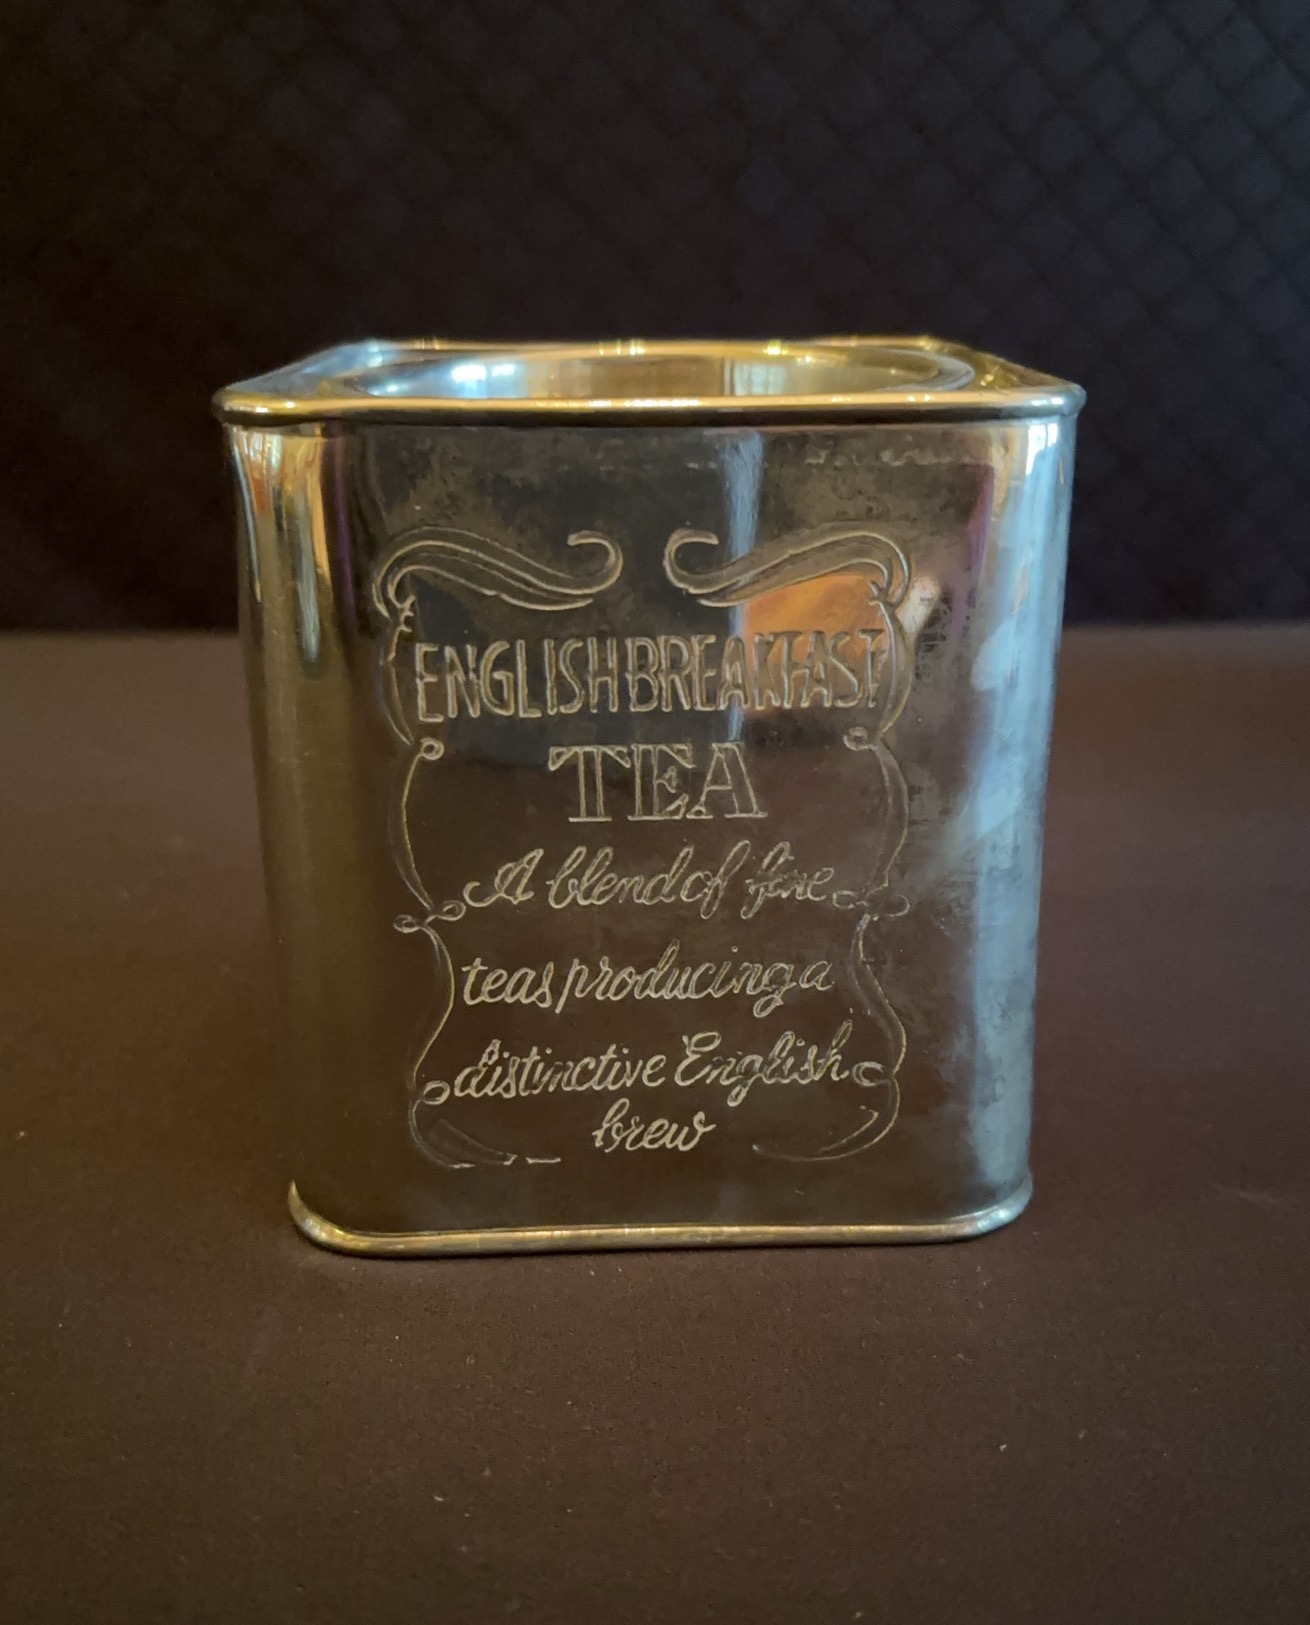 ENGLISH BREAKFAST
TEA
A blend of fine
teas producing a
distinctive English
brew